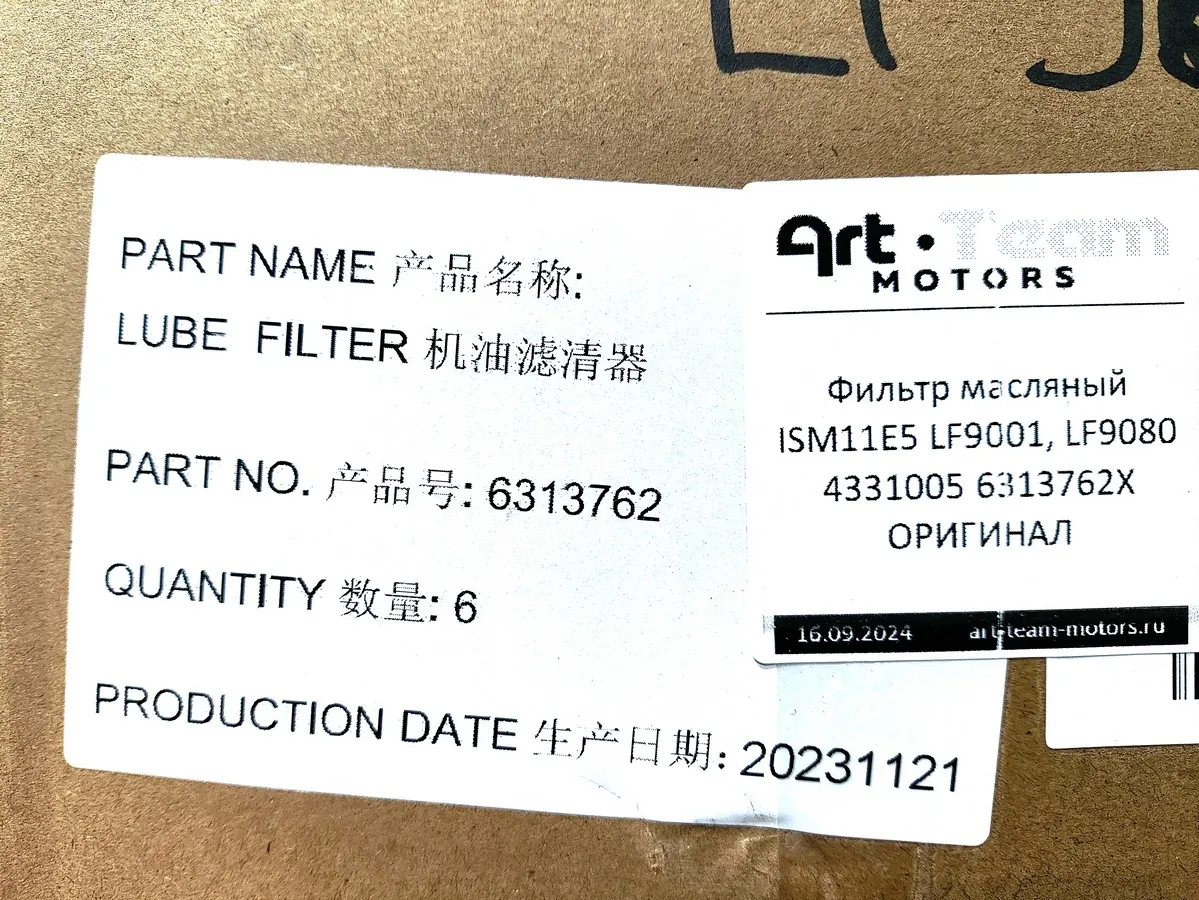 PART NAME 产品名称:
LUBE FILTER 机油滤清器
PART NO. 产品号: 6313762
QUANTITY 数量: 6
PRODUCTION DATE 生产日期: 20231121
Art·Team
MOTORS
Фильтр масляный
ISM11E5 LF9001, LF9080
4331005 6313762X
ОРИГИНАЛ
16.09.2024 art-team-motors.ru